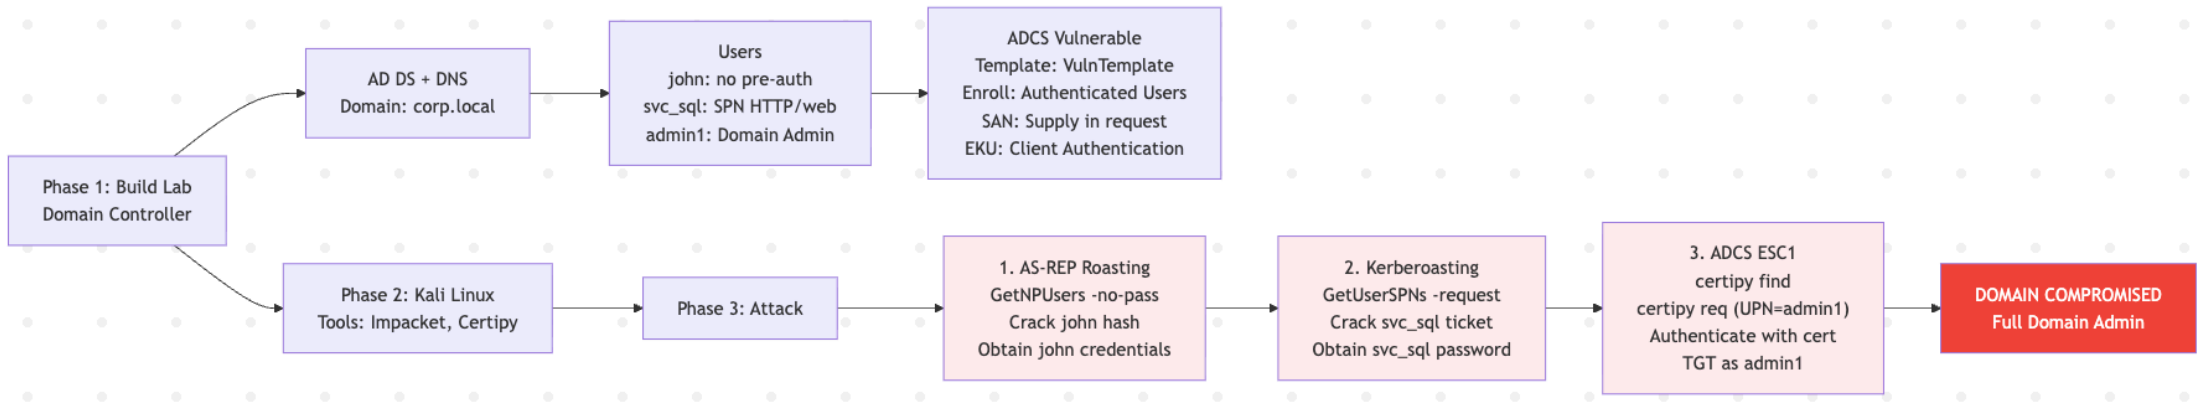 Phase 1: Build Lab
Domain Controller
AD DS + DNS
Domain: corp.local
Users
john: no pre-auth
svc_sql: SPN HTTP/web
admin1: Domain Admin
ADCS Vulnerable
Template: VulnTemplate
Enroll: Authenticated Users
SAN: Supply in request
EKU: Client Authentication
Phase 2: Kali Linux
Tools: Impacket, Certipy
Phase 3: Attack
1. AS-REP Roasting
GetNPUsers -no-pass
Crack john hash
Obtain john credentials
2. Kerberoasting
GetUserSPNs -request
Crack svc_sql ticket
Obtain svc_sql password
3. ADCS ESC1
certipy find
certipy req (UPN=admin1)
Authenticate with cert
TGT as admin1
DOMAIN COMPROMISED
Full Domain Admin